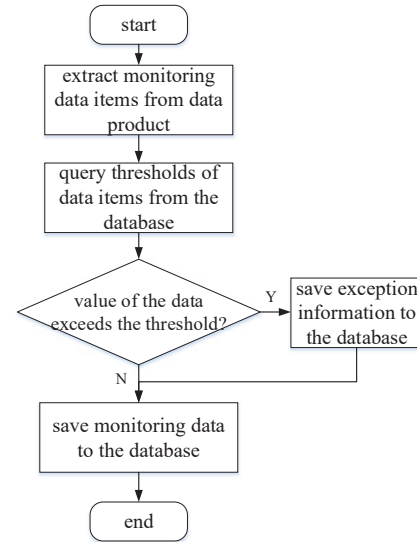 start
extract monitoring
data items from data
product
query thresholds of
data items from the
database
value of the data
exceeds the threshold?
Y
save exception
information to
the database
N
save monitoring data
to the database
end